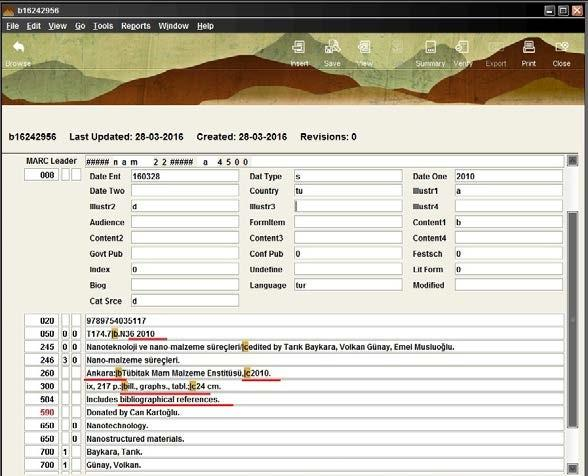 b16242956
File Edit View Go Tools Reports Window Help
Browse Insert Save View Summary Verify Export Print Close
b16242956 Last Updated: 28-03-2016 Created: 28-03-2016 Revisions: 0
MARC Leader ##### n a m 2 2 ##### a 4 5 0 0
008 Date Ent 160328 Dat Type s Date One 2010
Date Two Country tu Illustr1 a
Illustr2 d Illustr3 Illustr4
Audience FormItem Content1 b
Content2 Content3 Content4
Govt Pub Conf Pub 0 Festsch 0
Index 0 Undefine Lit Form 0
Biog Language tur Modified
Cat Srce d
020 9789754035117
050 0 0 T174.7|b.N36 2010
245 0 0 Nanoteknoloji ve nano-malzeme süreçleri/|cedited by Tarık Baykara, Volkan Günay, Emel Musluoğlu.
246 3 0 Nano-malzeme süreçleri.
260 Ankara:|bTübitak Mam Malzeme Enstitüsü,|c2010.
300 ix, 217 p.:|bill., graphs., tabl.;|c24 cm.
504 Includes bibliographical references.
590 Donated by Can Kartoğlu.
650 0 Nanotechnology.
650 0 Nanostructured materials.
700 1 Baykara, Tarık.
700 1 Günay, Volkan.